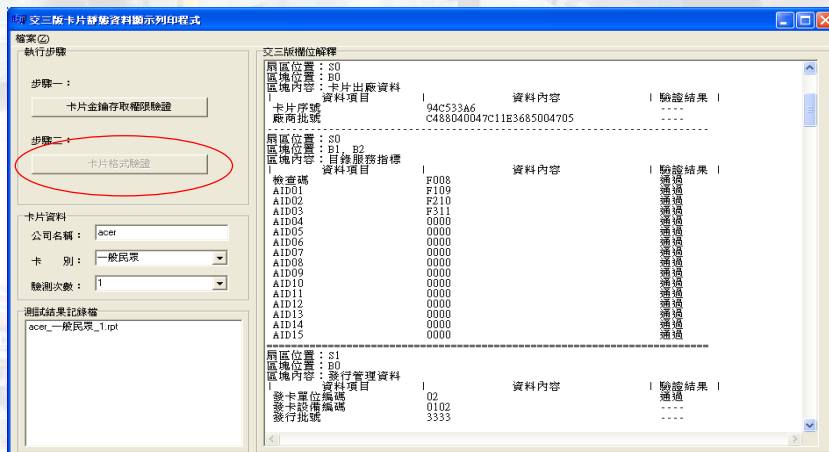 交三版卡片靜態資料顯示列印程式
檔案(Z)
執行步驟
步驟一：
卡片金鑰存取權限驗證
步驟二：
卡片格式驗證
卡片資料
公司名稱： acer
卡 別： 一般民眾
驗測次數： 1
測試結果記錄檔
acer_一般民眾_1.rpt
交三版欄位解釋
扇區位置：S0
區塊位置：B0
區塊內容：卡片出廠資料
| 資料項目 | 資料內容 | 驗證結果 |
卡片序號 94C533A6 ----
廠商批號 C488040047C11E3685004705 ----
扇區位置：S0
區塊位置：B1, B2
區塊內容：目錄服務指標
| 資料項目 | 資料內容 | 驗證結果 |
檢查碼 F008 通過
AID01 F109 通過
AID02 F210 通過
AID03 F311 通過
AID04 0000 通過
AID05 0000 通過
AID06 0000 通過
AID07 0000 通過
AID08 0000 通過
AID09 0000 通過
AID10 0000 通過
AID11 0000 通過
AID12 0000 通過
AID13 0000 通過
AID14 0000 通過
AID15 0000 通過
扇區位置：S1
區塊位置：B0
區塊內容：發行管理資料
| 資料項目 | 資料內容 | 驗證結果 |
發卡單位編碼 02 通過
發卡設備編碼 0102 ----
發行批號 3333 ----